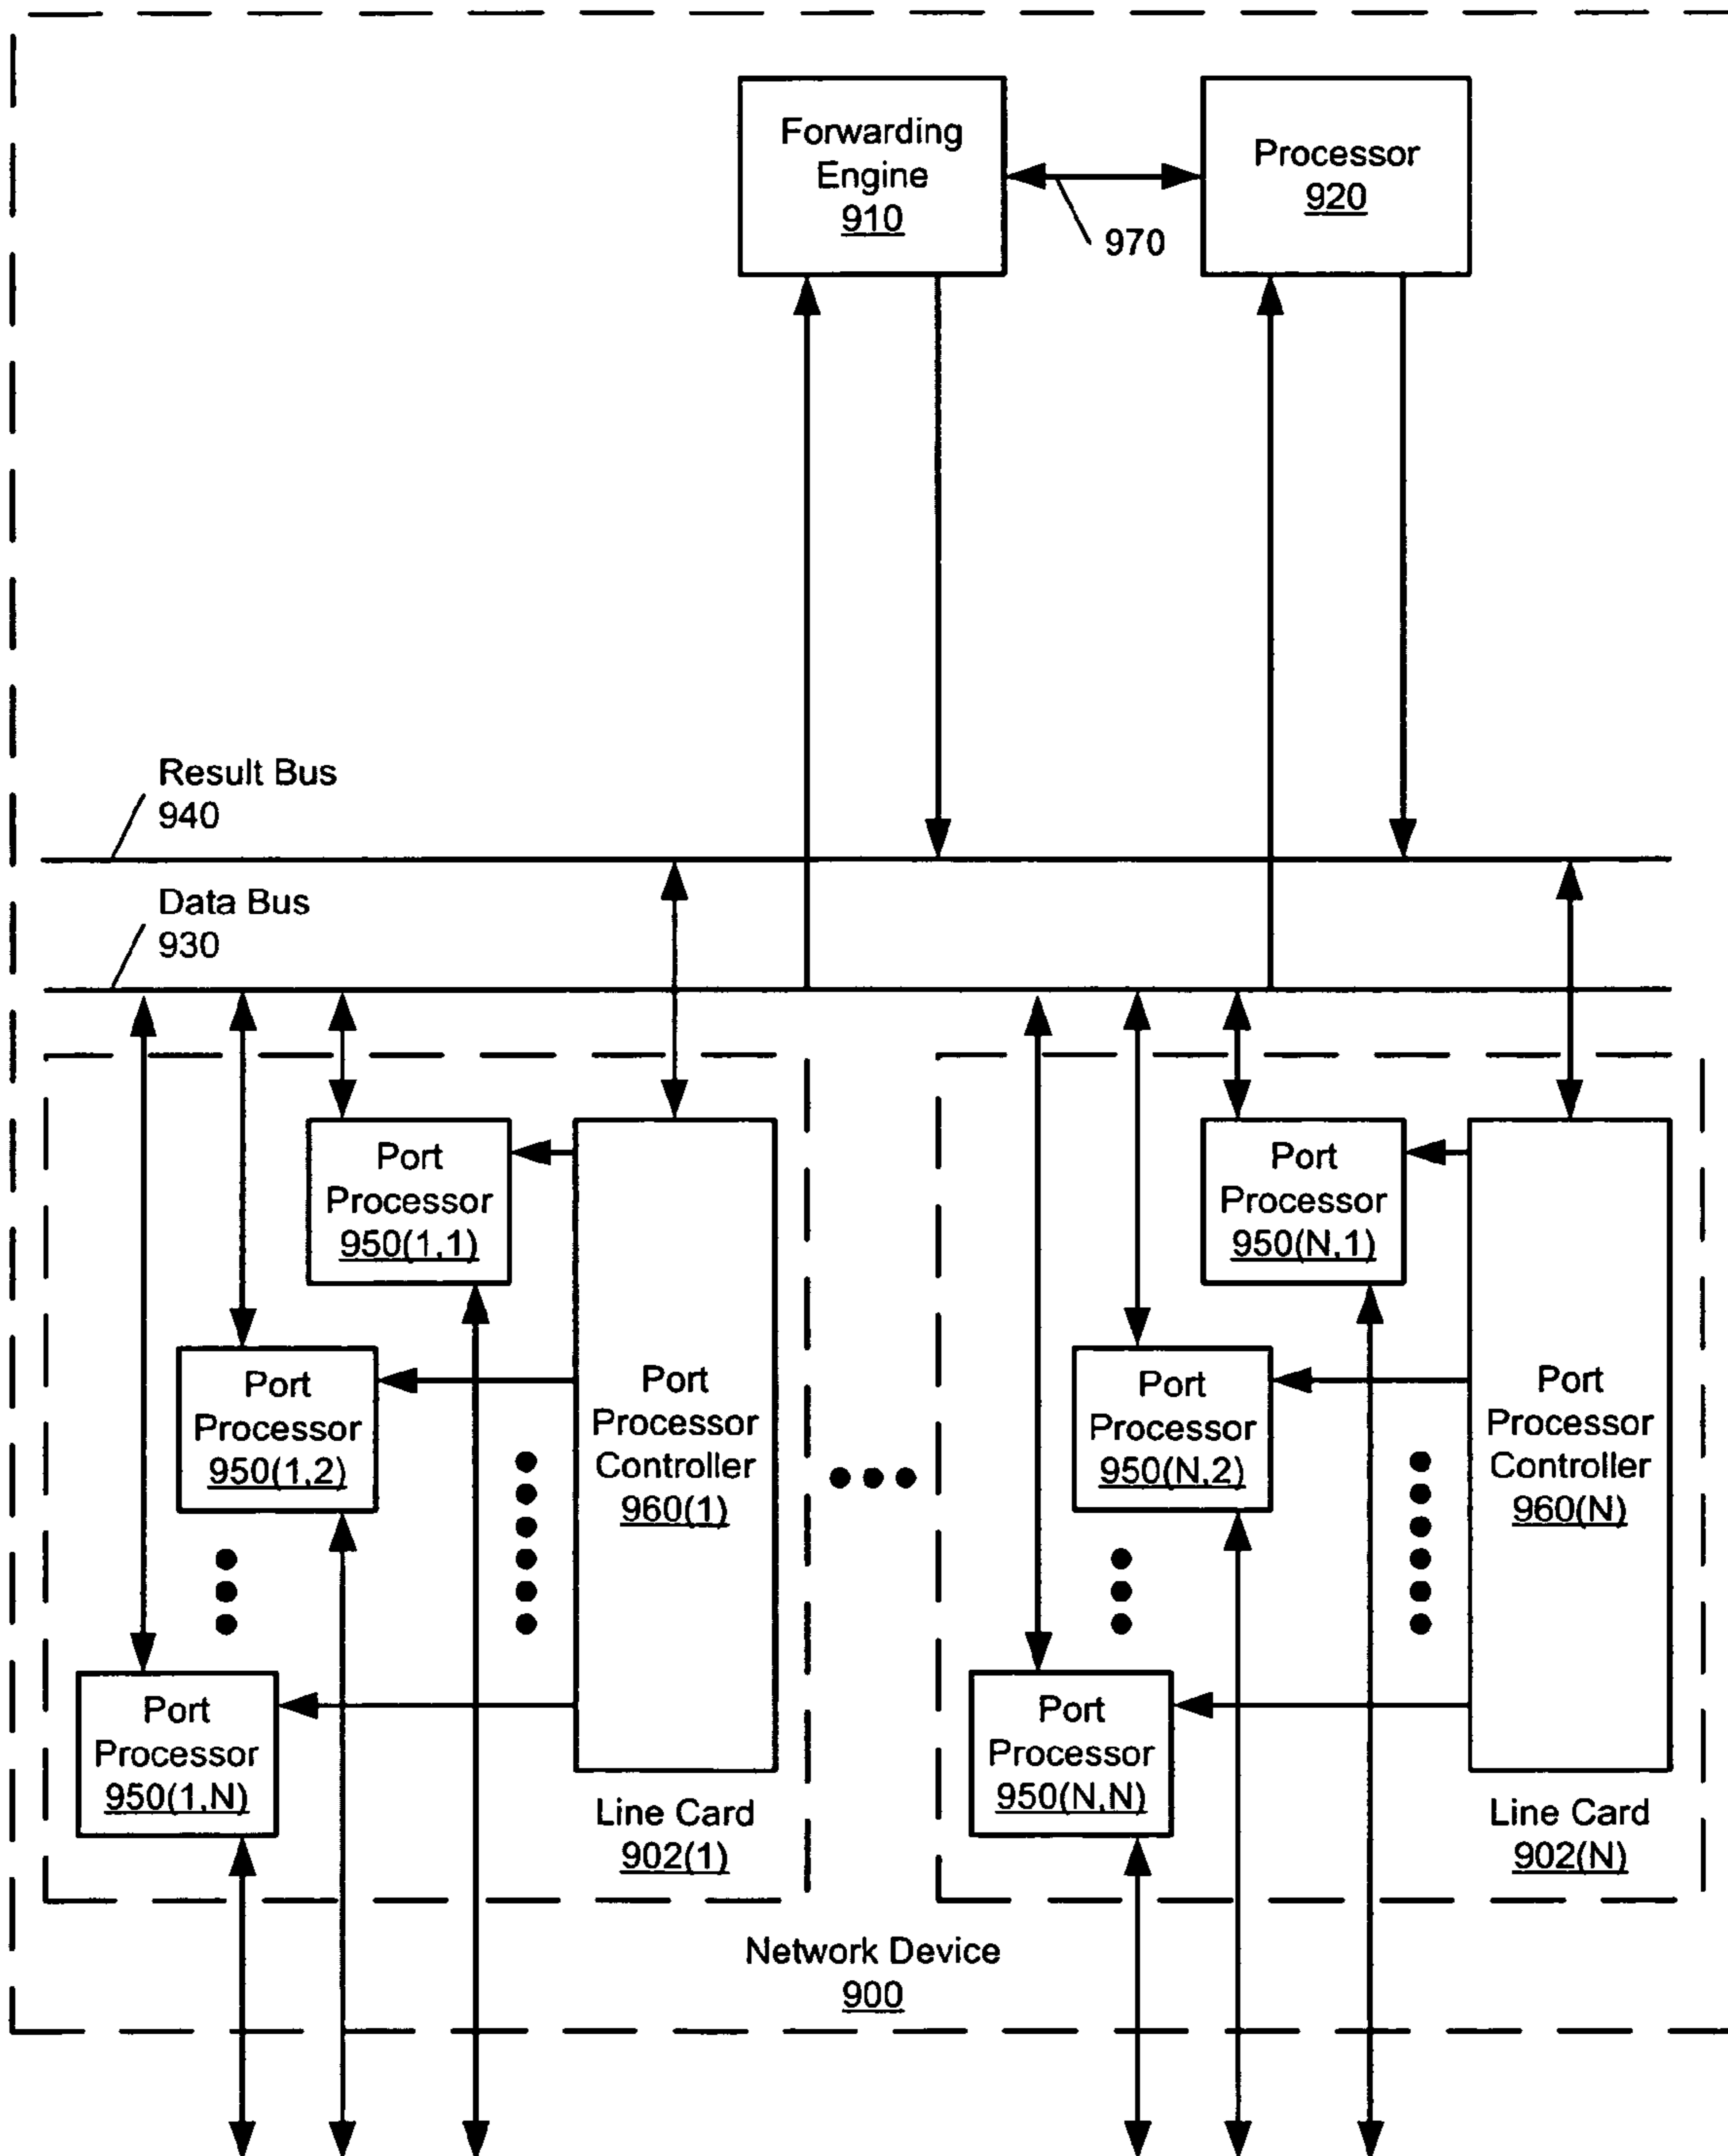 Forwarding
Engine
910
Processor
920
970
Result Bus
940
Data Bus
930
Port
Processor
950(1,1)
Port
Processor
950(1,2)
Port
Processor
950(1,N)
Port
Processor
Controller
960(1)
Line Card
902(1)
Port
Processor
950(N,1)
Port
Processor
950(N,2)
Port
Processor
950(N,N)
Port
Processor
Controller
960(N)
Line Card
902(N)
Network Device
900